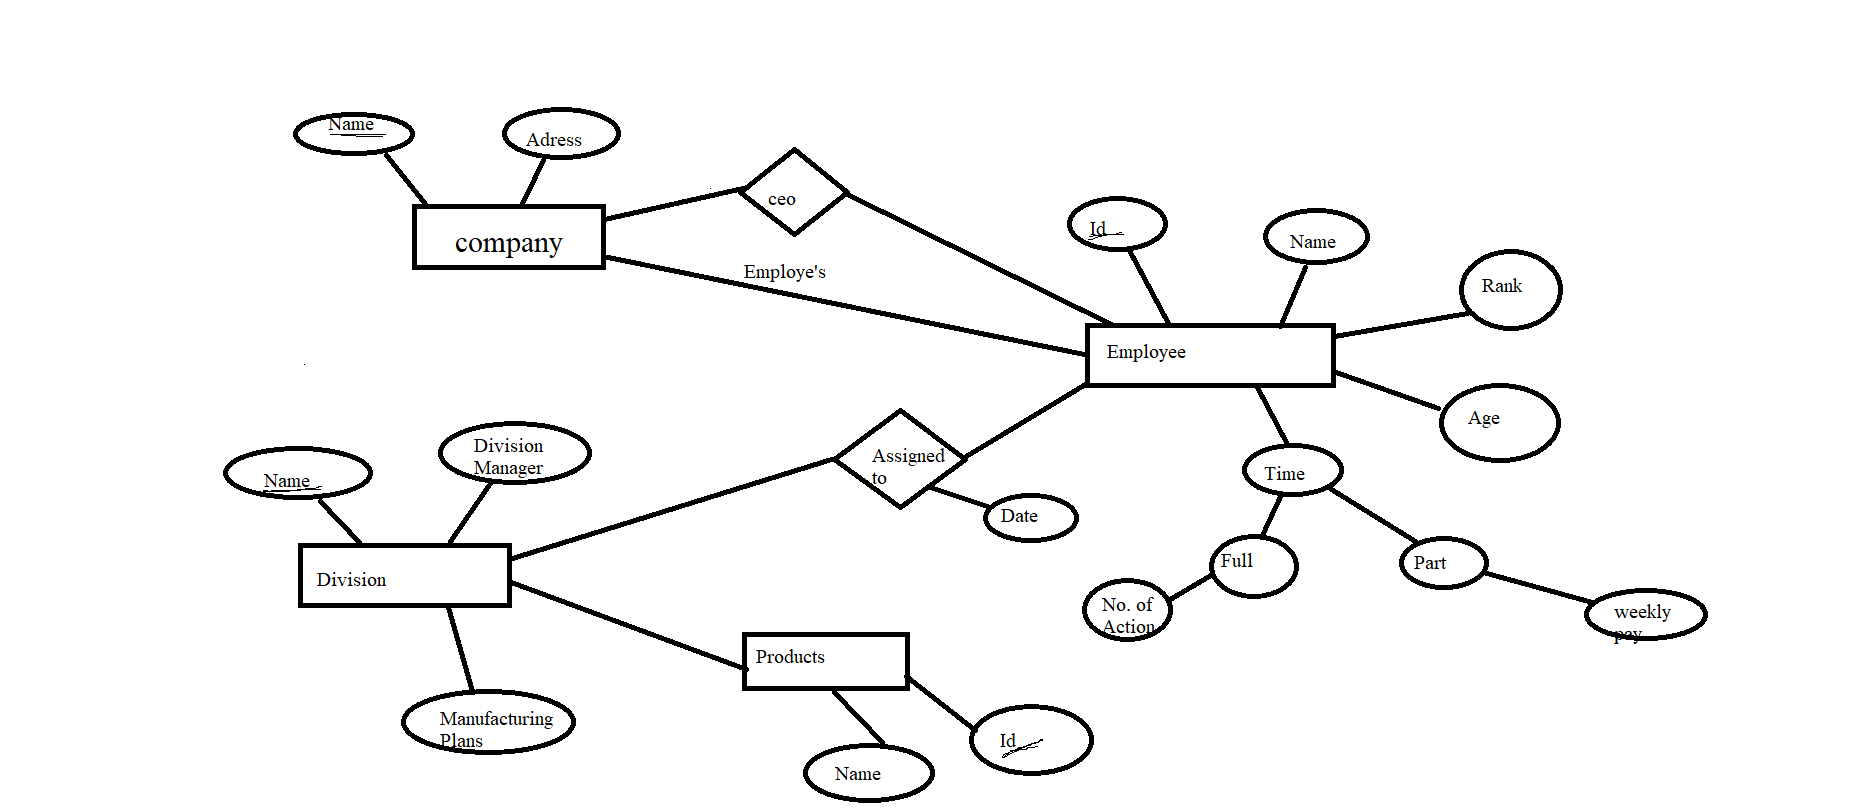 Name
Adress
ceo
company
Employe's
Id
Name
Rank
Employee
Age
Division
Manager
Name
Assigned
to
Time
Date
Full
Part
Division
No. of
Action
weekly
pay
Products
Manufacturing
Plans
Id
Name